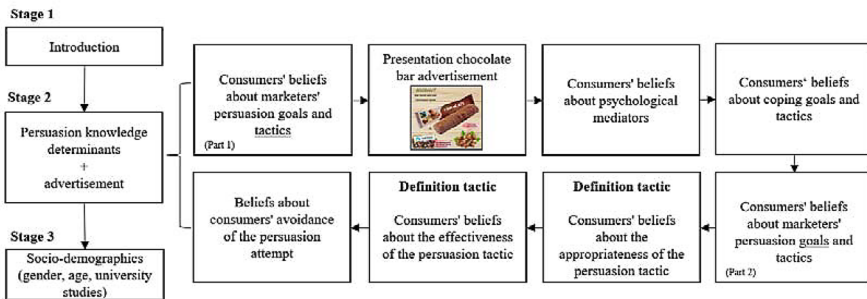 Stage 1
Introduction
Stage 2
Persuasion knowledge
determinants
+
advertisement
Stage 3
Socio-demographics
(gender, age, university
studies)
Consumers' beliefs
about marketers'
persuasion goals and
tactics
(Part 1)
Presentation chocolate
bar advertisement
Consumers' beliefs
about psychological
mediators
Consumers‘ beliefs
about coping goals and
tactics
Consumers' beliefs
about marketers'
persuasion goals and
tactics
(Part 2)
Definition tactic
Consumers' beliefs
about the
appropriateness of the
persuasion tactic
Definition tactic
Consumers' beliefs
about the effectiveness
of the persuasion tactic
Beliefs about
consumers' avoidance
of the persuasion
attempt